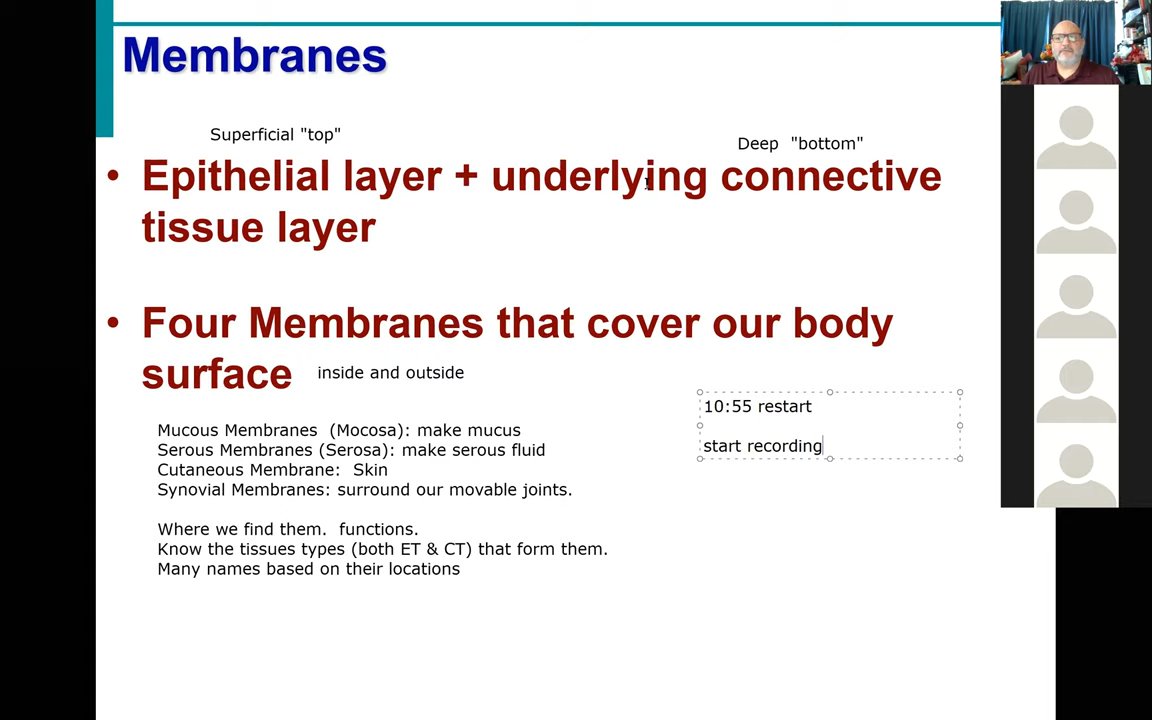 Membranes
Superficial "top"
Deep "bottom"
• Epithelial layer + underlying connective
tissue layer
• Four Membranes that cover our body
surface inside and outside
10:55 restart
start recording
Mucous Membranes (Mocosa): make mucus
Serous Membranes (Serosa): make serous fluid
Cutaneous Membrane: Skin
Synovial Membranes: surround our movable joints.
Where we find them. functions.
Know the tissues types (both ET & CT) that form them.
Many names based on their locations